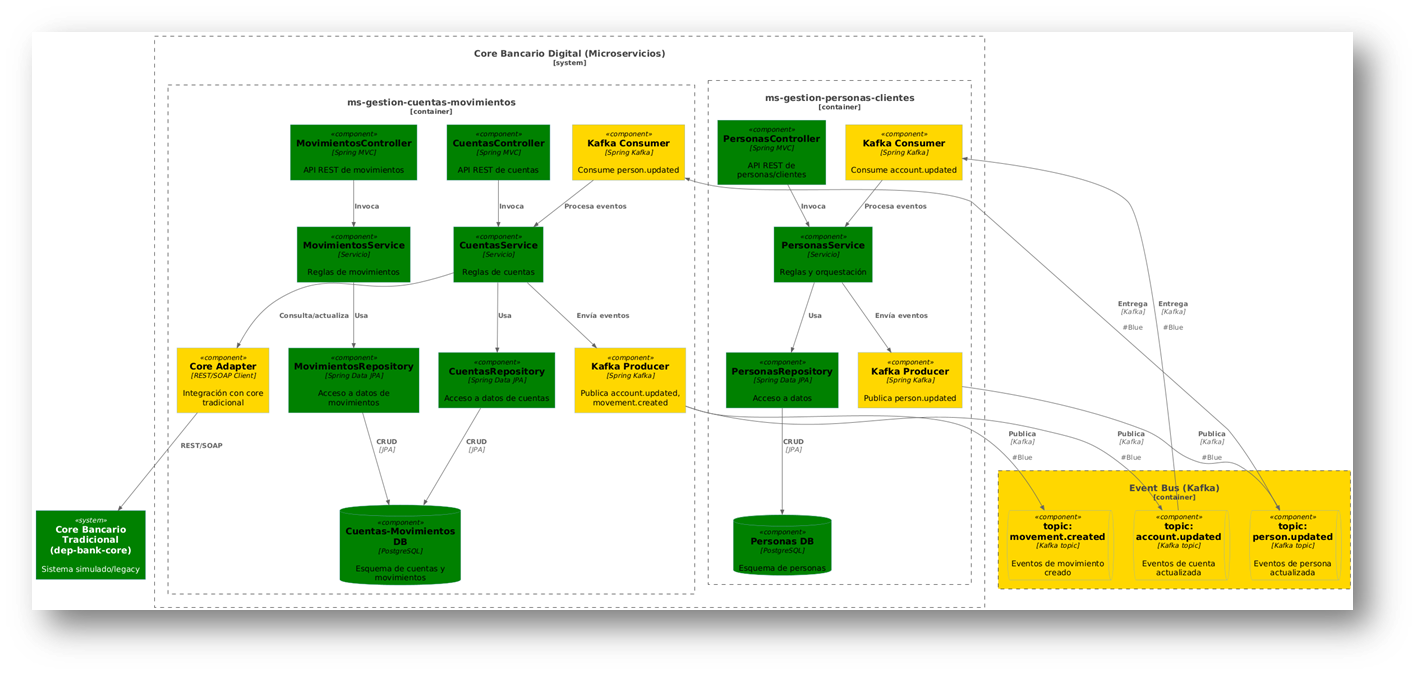 Core Bancario Digital (Microservicios)
[system]
ms-gestion-cuentas-movimientos
[container]
«component»
MovimientosController
[Spring MVC]
API REST de movimientos
«component»
CuentasController
[Spring MVC]
API REST de cuentas
«component»
Kafka Consumer
[Spring Kafka]
Consume person.updated
Invoca
Invoca
Procesa eventos
«component»
MovimientosService
[Servicio]
Reglas de movimientos
«component»
CuentasService
[Servicio]
Reglas de cuentas
Consulta/actualiza
Usa
Usa
Envía eventos
«component»
Core Adapter
[REST/SOAP Client]
Integración con core
tradicional
«component»
MovimientosRepository
[Spring Data JPA]
Acceso a datos de
movimientos
«component»
CuentasRepository
[Spring Data JPA]
Acceso a datos de cuentas
«component»
Kafka Producer
[Spring Kafka]
Publica account.updated,
movement.created
REST/SOAP
CRUD
[JPA]
CRUD
[JPA]
«component»
Cuentas-Movimientos
DB
[PostgreSQL]
Esquema de cuentas y
movimientos
«system»
Core Bancario
Tradicional
(dep-bank-core)
Sistema simulado/legacy
ms-gestion-personas-clientes
[container]
«component»
PersonasController
[Spring MVC]
API REST de
personas/clientes
«component»
Kafka Consumer
[Spring Kafka]
Consume account.updated
Invoca
Procesa eventos
«component»
PersonasService
[Servicio]
Reglas y orquestación
Usa
Envía eventos
«component»
PersonasRepository
[Spring Data JPA]
Acceso a datos
«component»
Kafka Producer
[Spring Kafka]
Publica person.updated
CRUD
[JPA]
«component»
Personas DB
[PostgreSQL]
Esquema de personas
Entrega
[Kafka]
#Blue
Entrega
[Kafka]
#Blue
Publica
[Kafka]
#Blue
Publica
[Kafka]
#Blue
Publica
[Kafka]
#Blue
Event Bus (Kafka)
[container]
«component»
topic:
movement.created
[Kafka topic]
Eventos de movimiento
creado
«component»
topic:
account.updated
[Kafka topic]
Eventos de cuenta
actualizada
«component»
topic:
person.updated
[Kafka topic]
Eventos de persona
actualizada